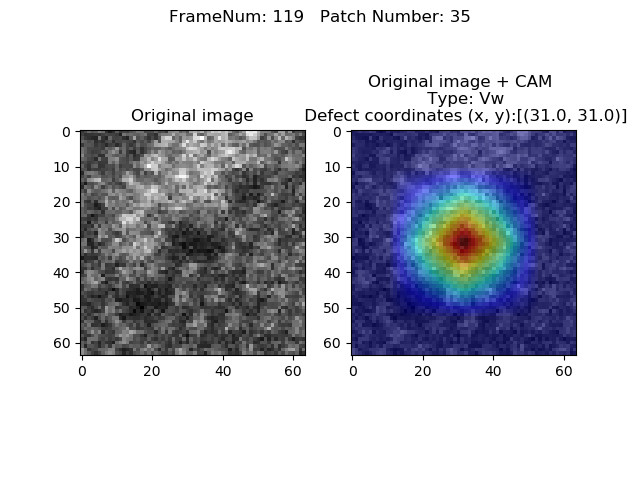 FrameNum: 119   Patch Number: 35
Original image
0
10
20
30
40
50
60
0 20 40 60
Original image + CAM
Type: Vw
Defect coordinates (x, y):[(31.0, 31.0)]
0
10
20
30
40
50
60
0 20 40 60